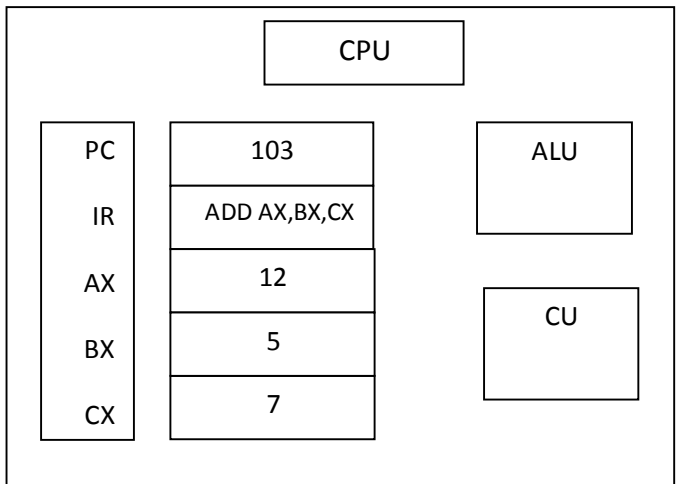 CPU
PC 103 ALU
IR ADD AX,BX,CX
AX 12
CU
BX 5
CX 7